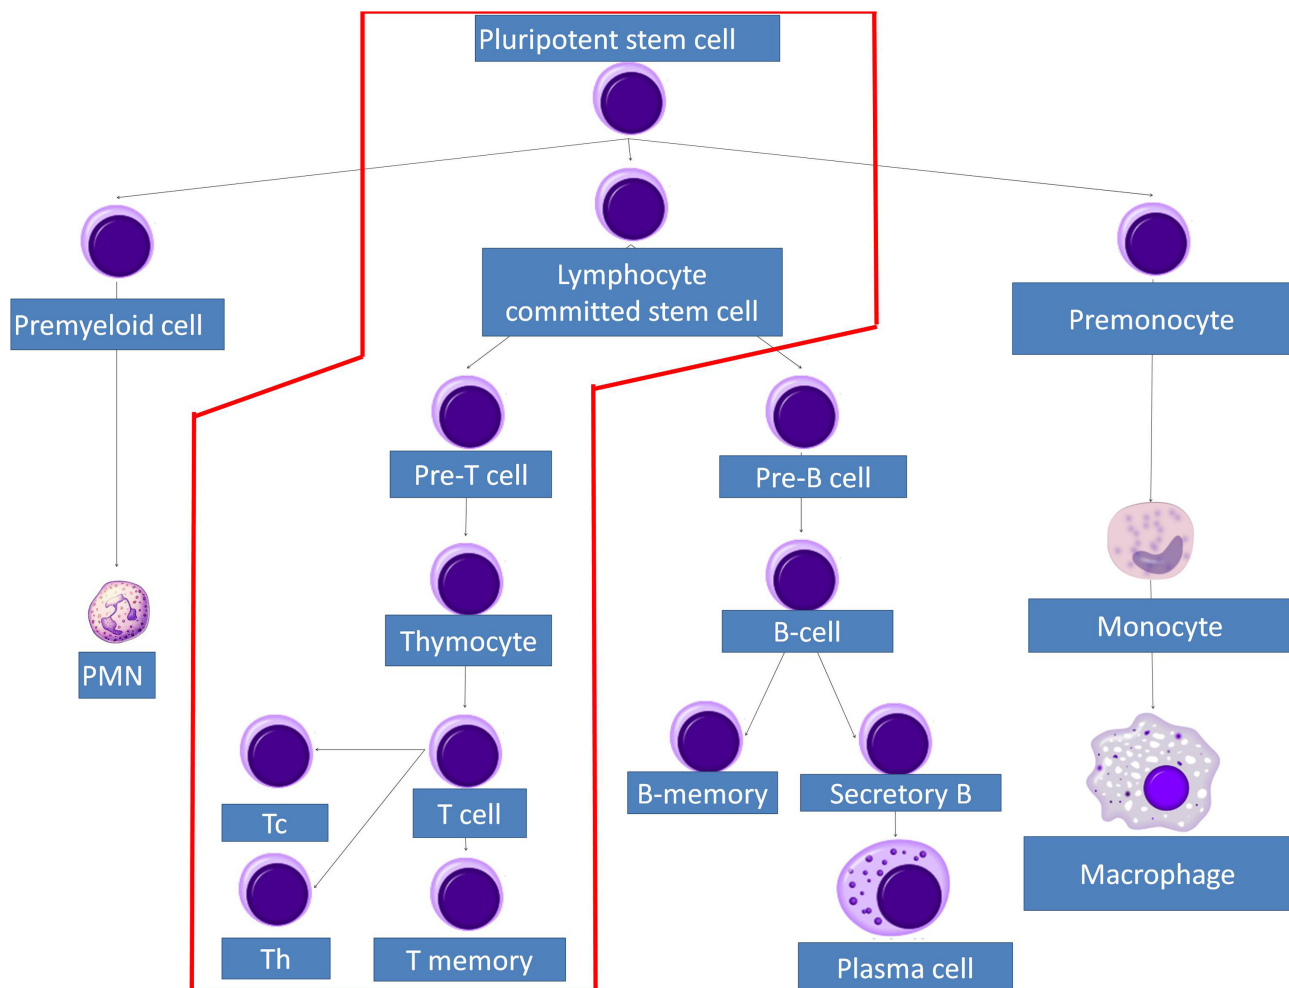 Pluripotent stem cell
Lymphocyte
committed stem cell
Premyeloid cell
Premonocyte
Pre-T cell
Pre-B cell
Thymocyte
B-cell
Monocyte
PMN
Tc
T cell
B-memory
Secretory B
Macrophage
Th
T memory
Plasma cell